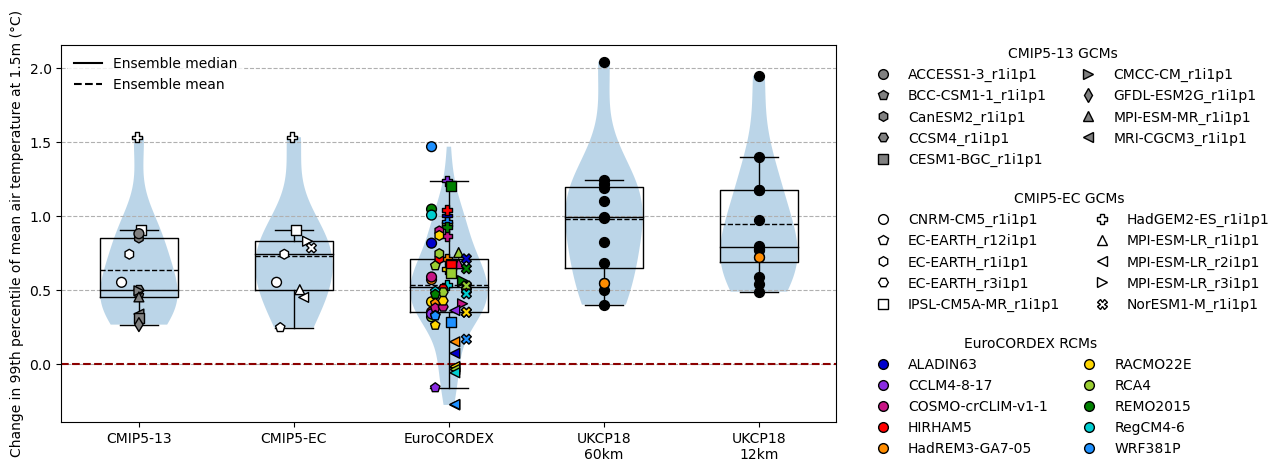 Change in 99th percentile of mean air temperature at 1.5m (°C)
2.0
1.5
1.0
0.5
0.0
Ensemble median
Ensemble mean
CMIP5-13
CMIP5-EC
EuroCORDEX
UKCP18
60km
UKCP18
12km
CMIP5-13 GCMs
ACCESS1-3_r1i1p1
BCC-CSM1-1_r1i1p1
CanESM2_r1i1p1
CCSM4_r1i1p1
CESM1-BGC_r1i1p1
CMCC-CM_r1i1p1
GFDL-ESM2G_r1i1p1
MPI-ESM-MR_r1i1p1
MRI-CGCM3_r1i1p1
CMIP5-EC GCMs
CNRM-CM5_r1i1p1
EC-EARTH_r12i1p1
EC-EARTH_r1i1p1
EC-EARTH_r3i1p1
IPSL-CM5A-MR_r1i1p1
HadGEM2-ES_r1i1p1
MPI-ESM-LR_r1i1p1
MPI-ESM-LR_r2i1p1
MPI-ESM-LR_r3i1p1
NorESM1-M_r1i1p1
EuroCORDEX RCMs
ALADIN63
CCLM4-8-17
COSMO-crCLIM-v1-1
HIRHAM5
HadREM3-GA7-05
RACMO22E
RCA4
REMO2015
RegCM4-6
WRF381P